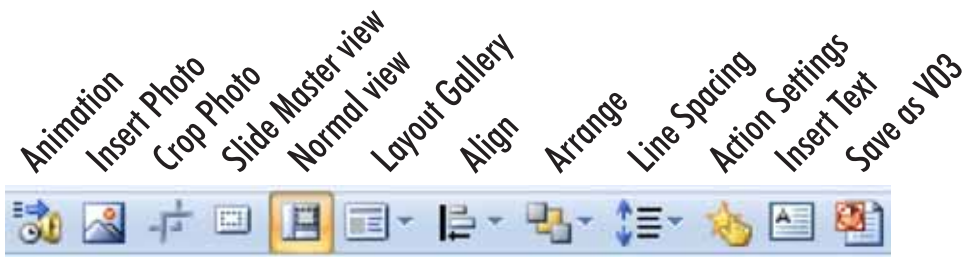 Animation
Insert Photo
Crop Photo
Slide Master view
Normal view
Layout Gallery
Align
Arrange
Line Spacing
Action Settings
Insert Text
Save as V03
A